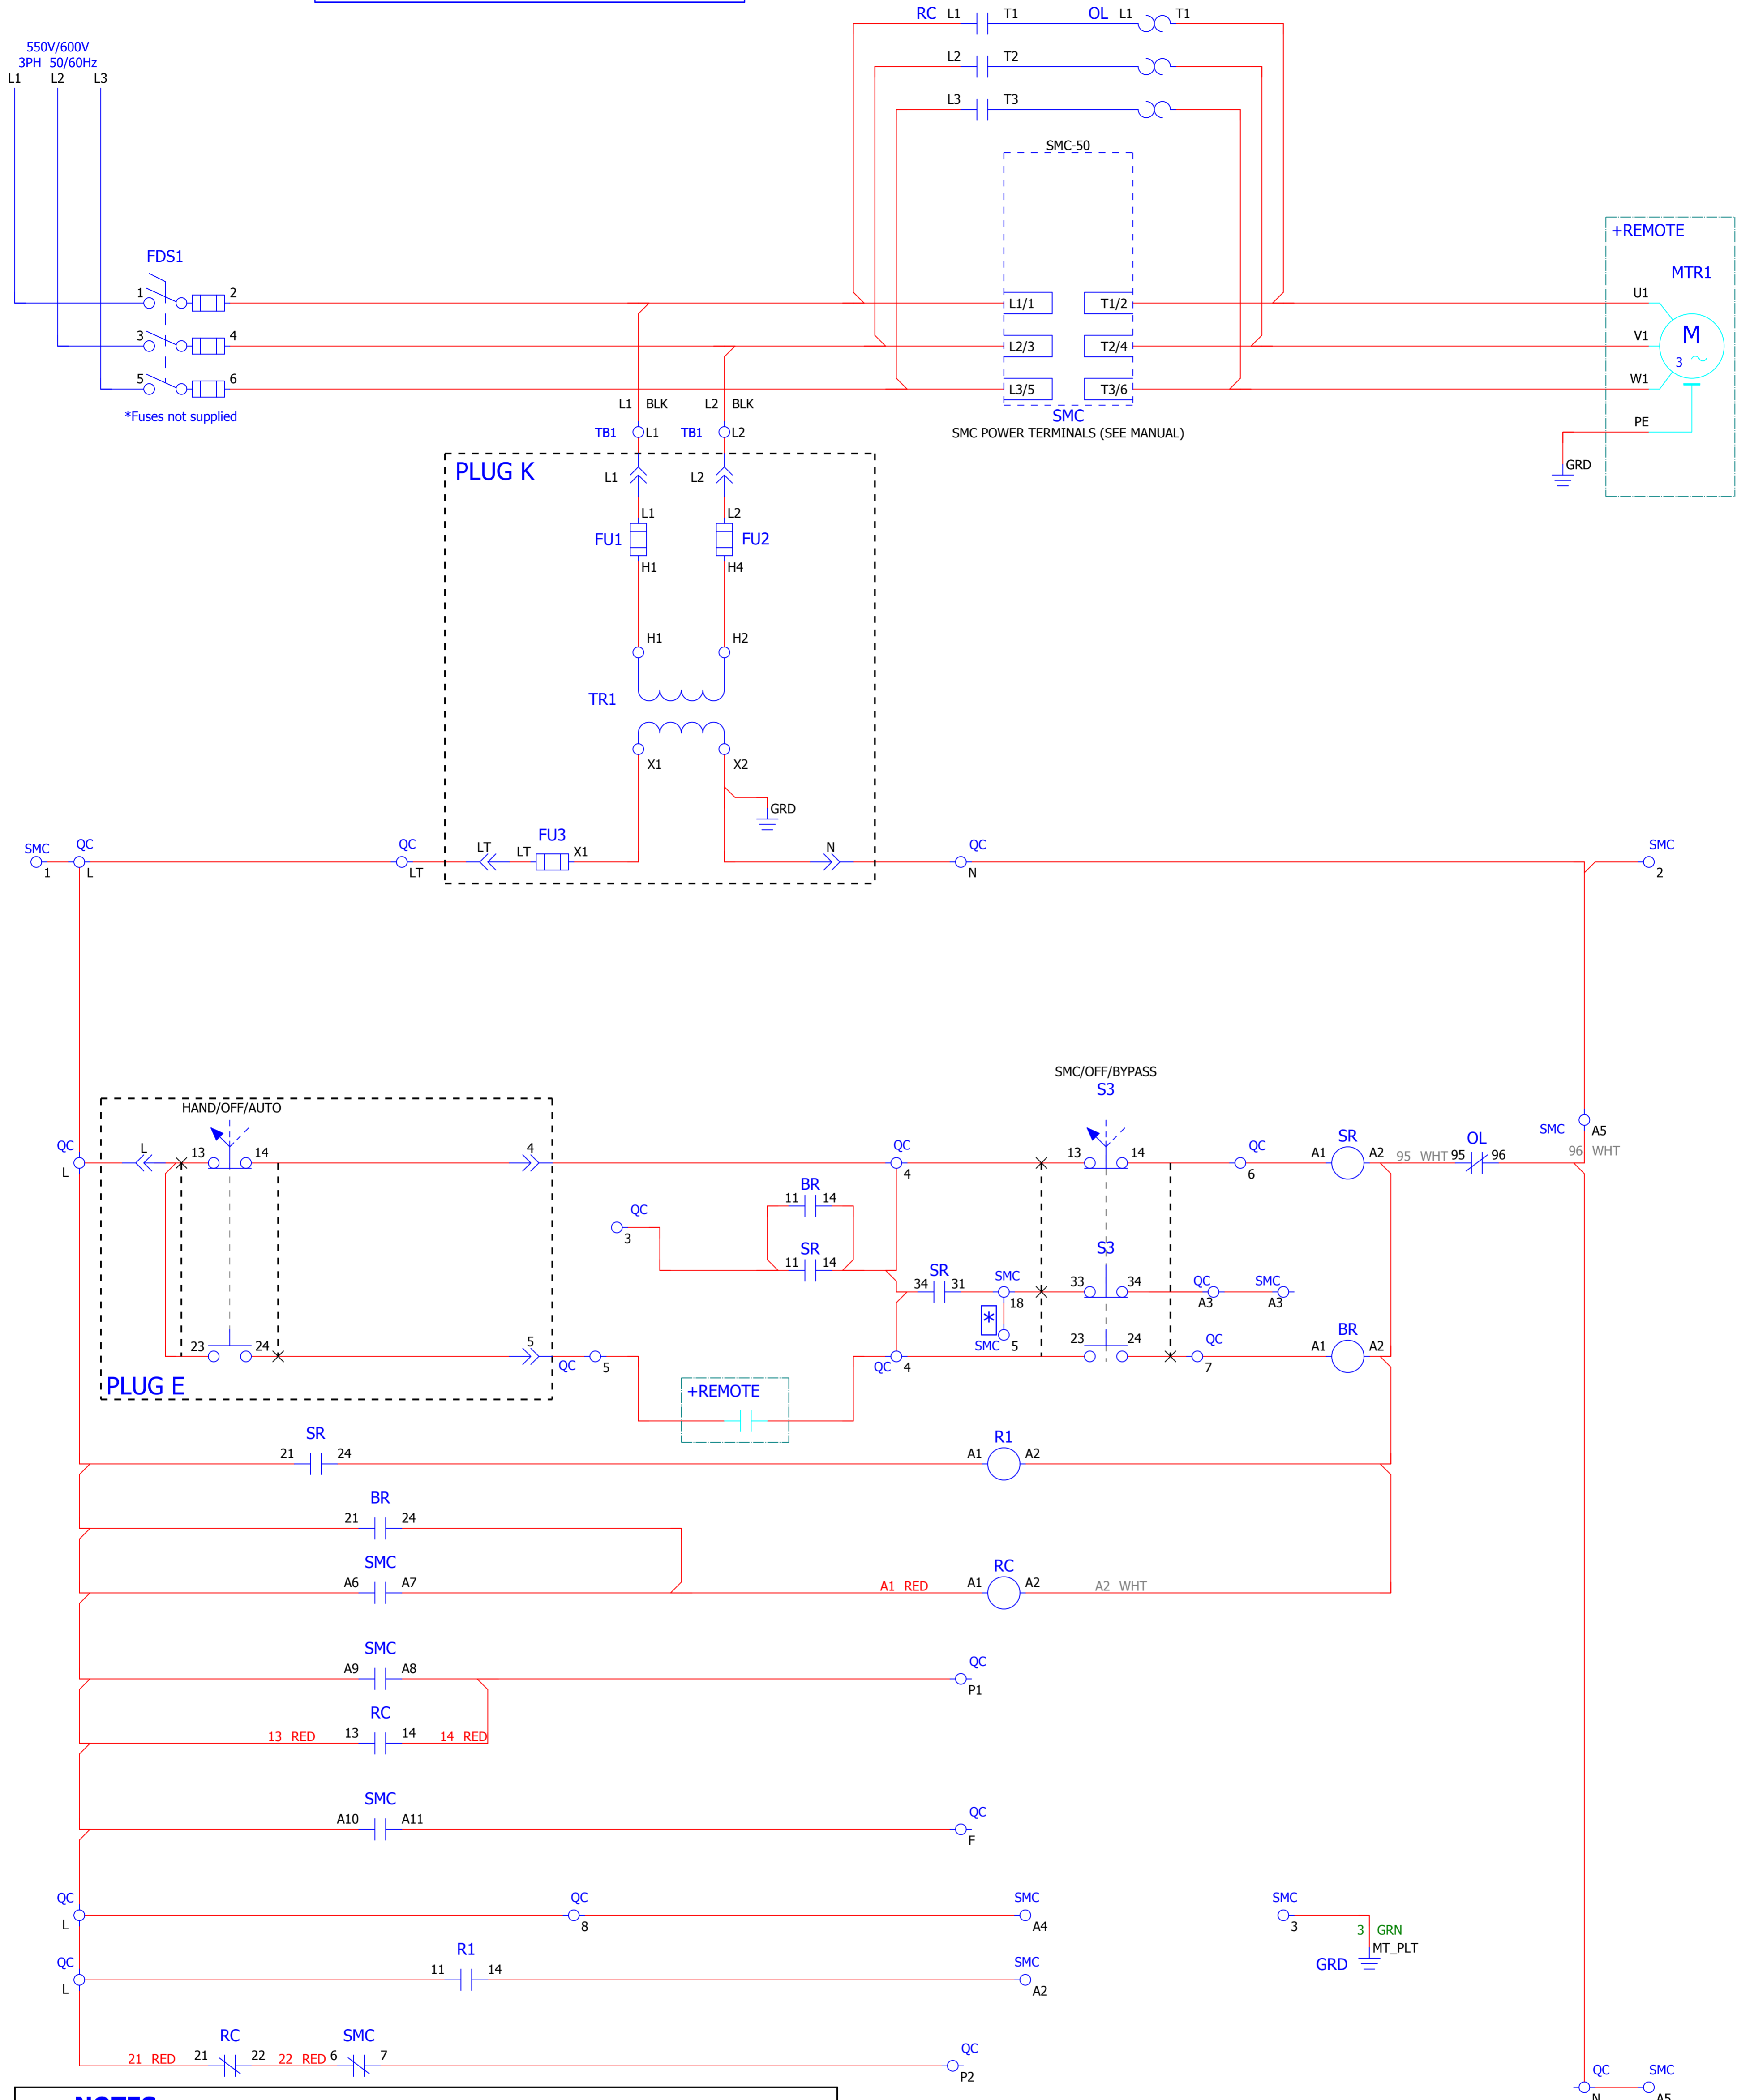 RC L1 T1 OL L1 T1
550V/600V
3PH 50/60Hz
L1 L2 L3
L2 T2
L3 T3
SMC-50
+REMOTE
MTR1
FDS1
1 2
L1/1 T1/2
U1
3 4
L2/3 T2/4
V1
M
3
5 6
L3/5 T3/6
W1
*Fuses not supplied
L1 BLK L2 BLK
SMC
SMC POWER TERMINALS (SEE MANUAL)
PE
TB1 L1 TB1 L2
GRD
PLUG K
L1 L2
L1 L2
FU1 FU2
H1 H4
H1 H2
TR1
X1 X2
GRD
SMC QC QC
FU3
LT LT X1
N
QC
SMC
1 L LT
N
2
SMC/OFF/BYPASS
S3
HAND/OFF/AUTO
SMC A5
QC L 13 14 4 QC 13 14 QC SR A1 A2 95 WHT 95 OL 96 96 WHT
L 4 6
BR
11 14
QC
3
SR
11 14
S3
SR
34 31 SMC 33 34 QC SMC
18 A3 A3
*
SMC 5
BR
23 24 5 QC 5 QC 4 23 24 QC 7 A1 A2
PLUG E
+REMOTE
SR
21 24
R1
A1 A2
BR
21 24
SMC
A6 A7
RC
A1 RED A1 A2 A2 WHT
SMC
A9 A8
QC
P1
RC
13 RED 13 14 14 RED
SMC
A10 A11
QC
F
QC QC SMC SMC
L 8 A4 3
3 GRN
MT_PLT
GRD
QC R1 SMC
L 11 14 A2
RC SMC
21 RED 21 22 22 RED 6 7
QC
P2
QC SMC
N A5
NOTES